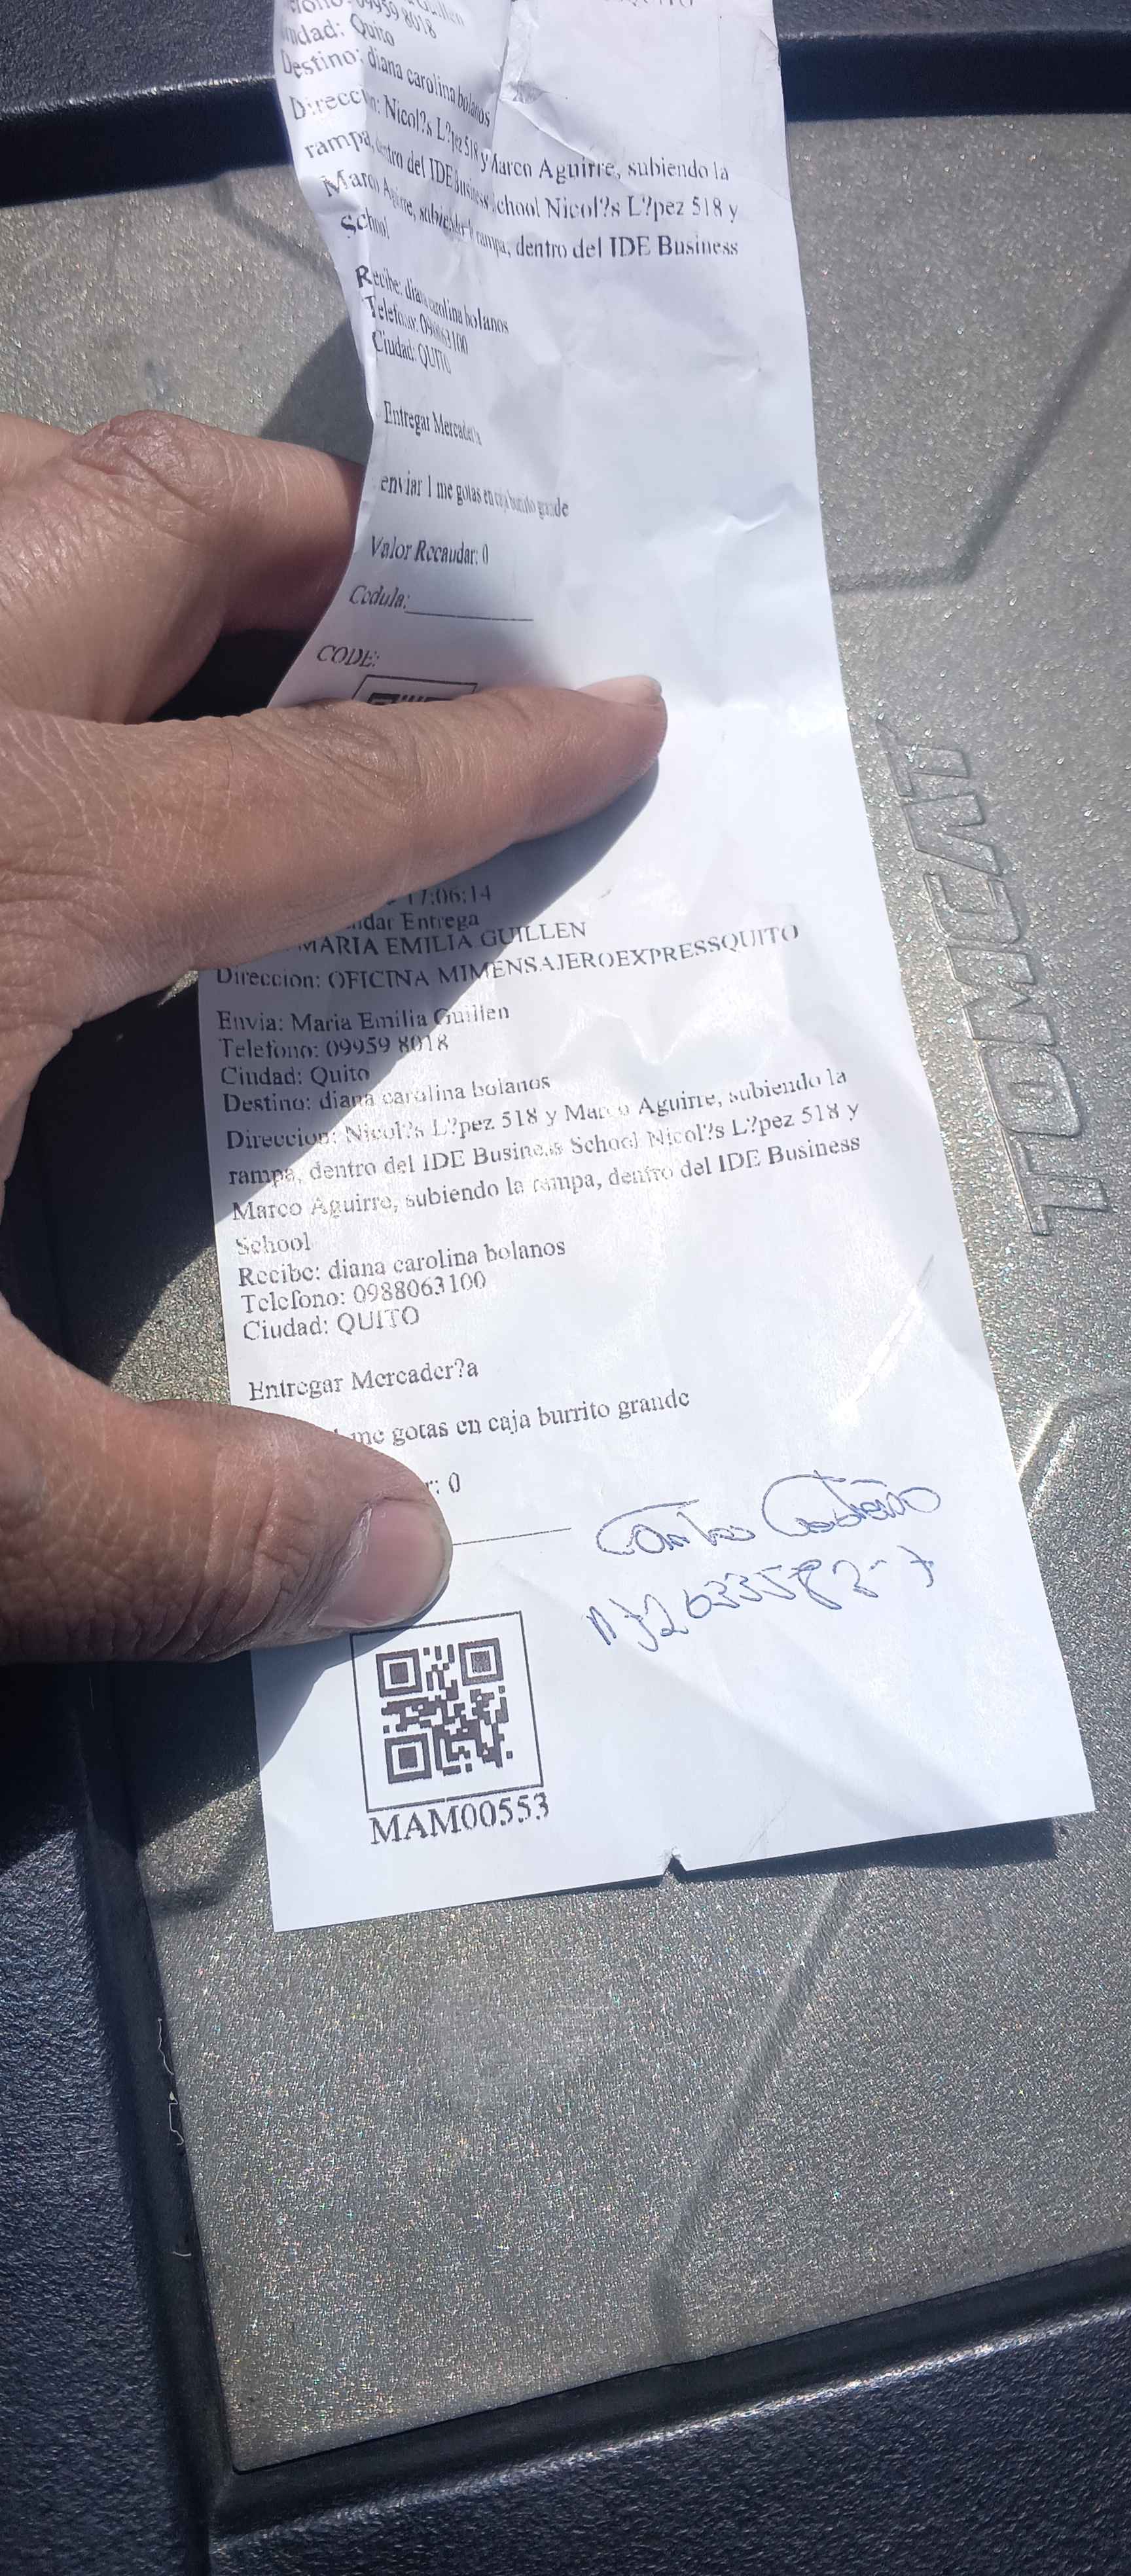 Quito
Destino: diana carolina bolanos
Nicol?s L?pez 518 y Marco Aguirre, subiendo la
rampa, dentro del IDE Business School Nicol?s L?pez 518 y
Marco Aguirre, subiendo la rampa, dentro del IDE Business
School
Recibe: diana carolina bolanos
Ciudad: QUITO
Entregar
enviar 1 me gotas en caja burrito grande
Valor Recaudar: 0
Cedula:
CODE:
17:06:14
Entrega
MARIA EMILIA GUILLEN
Direccion: OFICINA MIMENSAJEROEXPRESSQUITO
Envia: Maria Emilia Guillen
Telefono: 09959 8018
Ciudad: Quito
Destino: diana carolina bolanos
Direccion: Nicol?s L?pez 518 y Marco Aguirre, subiendo la
rampa, dentro del IDE Business School Nicol?s L?pez 518 y
Marco Aguirre, subiendo la rampa, dentro del IDE Business
School
Recibe: diana carolina bolanos
Telefono: 0988063100
Ciudad: QUITO
Entregar Mercader?a
me gotas en caja burrito grande
r: 0
MAM00553
TOMCAT